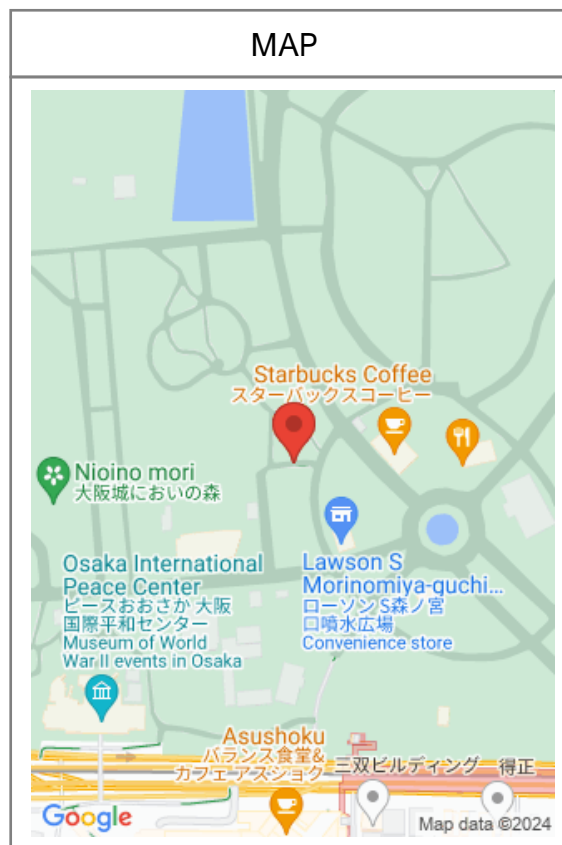 MAP
Starbucks Coffee
スターバックスコーヒー
Nioino mori
大阪城においの森
Osaka International
Peace Center
ピースおおさか 大阪
国際平和センター
Museum of World
War II events in Osaka
Lawson S
Morinomiya-guchi...
ローソン S森ノ宮
口噴水広場
Convenience store
Asushoku
バランス食堂&
カフェアスショク
三双ビルディング
得正
Google
Map data ©2024